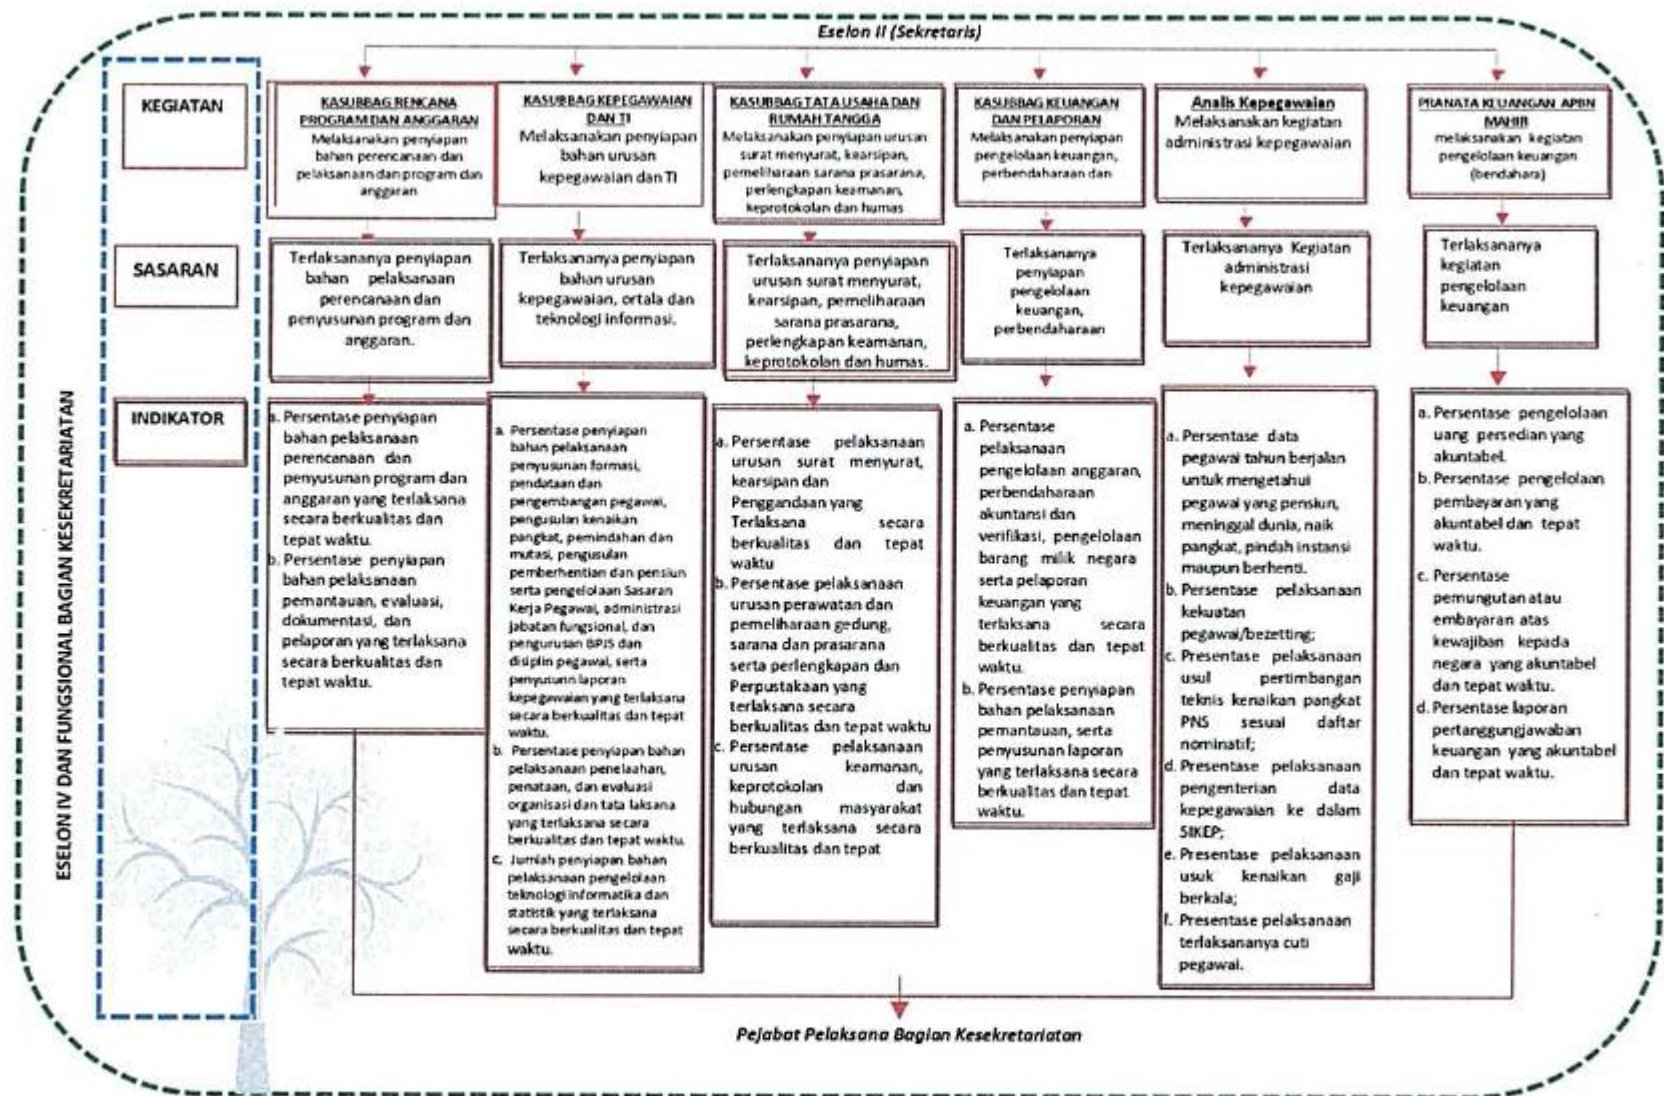 Eselon II (Sekretaris)
KEGIATAN
KASUBBAG RENCANA
PROGRAM DAN ANGGARAN
Melaksanakan penyiapan
bahan perencanaan dan
pelaksanaan dan program dan
anggaran
KASUBBAG KEPEGAWAIAN
DAN TI
Melaksanakan penyiapan
bahan urusan
kepegawaian dan TI
KASUBBAG TATA USAHA DAN
RUMAH TANGGA
Melaksanakan penyiapan urusan
surat menyurat, kearsipan,
pemeliharaan sarana prasarana,
perlengkapan keamanan,
keprotokolan dan humas
KASUBBAG KEUANGAN
DAN PELAPORAN
Melaksanakan penyiapan
pengelolaan keuangan,
perbendaharaan dan
Analis Kepegawaian
Melaksanakan kegiatan
administrasi kepegawaian
PRANATA KEUANGAN APBN
MAHIR
melaksanakan kegiatan
pengelolaan keuangan
(bendahara)
SASARAN
Terlaksananya penyiapan
bahan pelaksanaan
perencanaan dan
penyusunan program dan
anggaran.
Terlaksananya penyiapan
bahan urusan
kepegawaian, ortala dan
teknologi informasi.
Terlaksananya penyiapan
urusan surat menyurat,
kearsipan, pemeliharaan
sarana prasarana,
perlengkapan keamanan,
keprotokolan dan humas.
Terlaksananya
penyiapan
pengelolaan
keuangan,
perbendaharaan
Terlaksananya Kegiatan
administrasi
kepegawaian
Terlaksananya
kegiatan
pengelolaan
keuangan
ESELON IV DAN FUNGSIONAL BAGIAN KESEKRETARIATAN
INDIKATOR
a. Persentase penyiapan
bahan pelaksanaan
perencanaan dan
penyusunan program dan
anggaran yang terlaksana
secara berkualitas dan
tepat waktu.
b. Persentase penyiapan
bahan pelaksanaan
pemantauan, evaluasi,
dokumentasi, dan
pelaporan yang terlaksana
secara berkualitas dan
tepat waktu.
a. Persentase penyiapan
bahan pelaksanaan
penyusunan formasi,
pendataan dan
pengembangan pegawai,
pengusulan kenaikan
pangkat, pemindahan dan
mutasi, pengusulan
pemberhentian dan pensiun
serta pengelolaan Sasaran
Kerja Pegawai, administrasi
jabatan fungsional, dan
pengurusan BPJS dan
disiplin pegawai, serta
penyusunn laporan
kepegawaian yang terlaksana
secara berkualitas dan tepat
waktu.
b. Persentase penyiapan bahan
pelaksanaan penelaahan,
penataan, dan evaluasi
organisasi dan tata laksana
yang terlaksana secara
berkualitas dan tepat waktu.
c. Jumlah penyiapan bahan
pelaksanaan pengelolaan
teknologi informatika dan
statistik yang terlaksana
secara berkualitas dan tepat
waktu.
a. Persentase pelaksanaan
urusan surat menyurat,
kearsipan dan
Penggandaan yang
Terlaksana secara
berkualitas dan tepat
waktu
b. Persentase pelaksanaan
urusan perawatan dan
pemeliharaan gedung,
sarana dan prasarana
serta perlengkapan dan
Perpustakaan yang
terlaksana secara
berkualitas dan tepat waktu
c. Persentase pelaksanaan
urusan keamanan,
keprotokolan dan
hubungan masyarakat
yang terlaksana secara
berkualitas dan tepat
a. Persentase
pelaksanaan
pengelolaan anggaran,
perbendaharaan
akuntansi dan
verifikasi, pengelolaan
barang milik negara
serta pelaporan
keuangan yang
terlaksana secara
berkualitas dan tepat
waktu.
b. Persentase penyiapan
bahan pelaksanaan
pemantauan, serta
penyusunan laporan
yang terlaksana secara
berkualitas dan tepat
waktu.
a. Persentase data
pegawai tahun berjalan
untuk mengetahui
pegawai yang pensiun,
meninggal dunia, naik
pangkat, pindah instansi
maupun berhenti.
b. Persentase pelaksanaan
kekuatan
pegawai/bezetting;
c. Presentase pelaksanaan
usul pertimbangan
teknis kenaikan pangkat
PNS sesuai daftar
nominatif;
d. Presentase pelaksanaan
pengenterian data
kepegawaian ke dalam
SIKEP;
e. Presentase pelaksanaan
usuk kenaikan gaji
berkala;
f. Presentase pelaksanaan
terlaksananya cuti
pegawai.
a. Persentase pengelolaan
uang persedian yang
akuntabel.
b. Persentase pengelolaan
pembayaran yang
akuntabel dan tepat
waktu.
c. Persentase
pemungutan atau
embayaran atas
kewajiban kepada
negara yang akuntabel
dan tepat waktu.
d. Persentase laporan
pertanggungjawaban
keuangan yang akuntabel
dan tepat waktu.
Pejabat Pelaksana Bagian Kesekretariatan